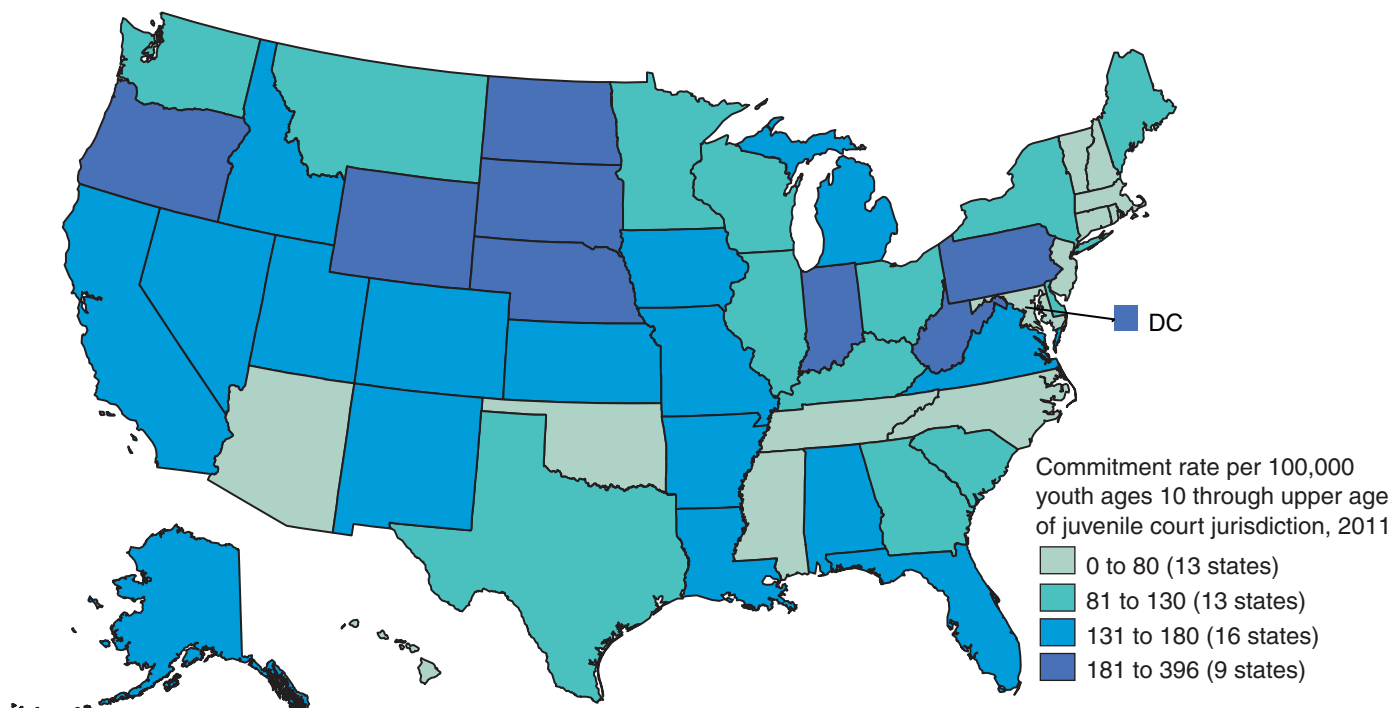 DC
Commitment rate per 100,000
youth ages 10 through upper age
of juvenile court jurisdiction, 2011
0 to 80 (13 states)
81 to 130 (13 states)
131 to 180 (16 states)
181 to 396 (9 states)